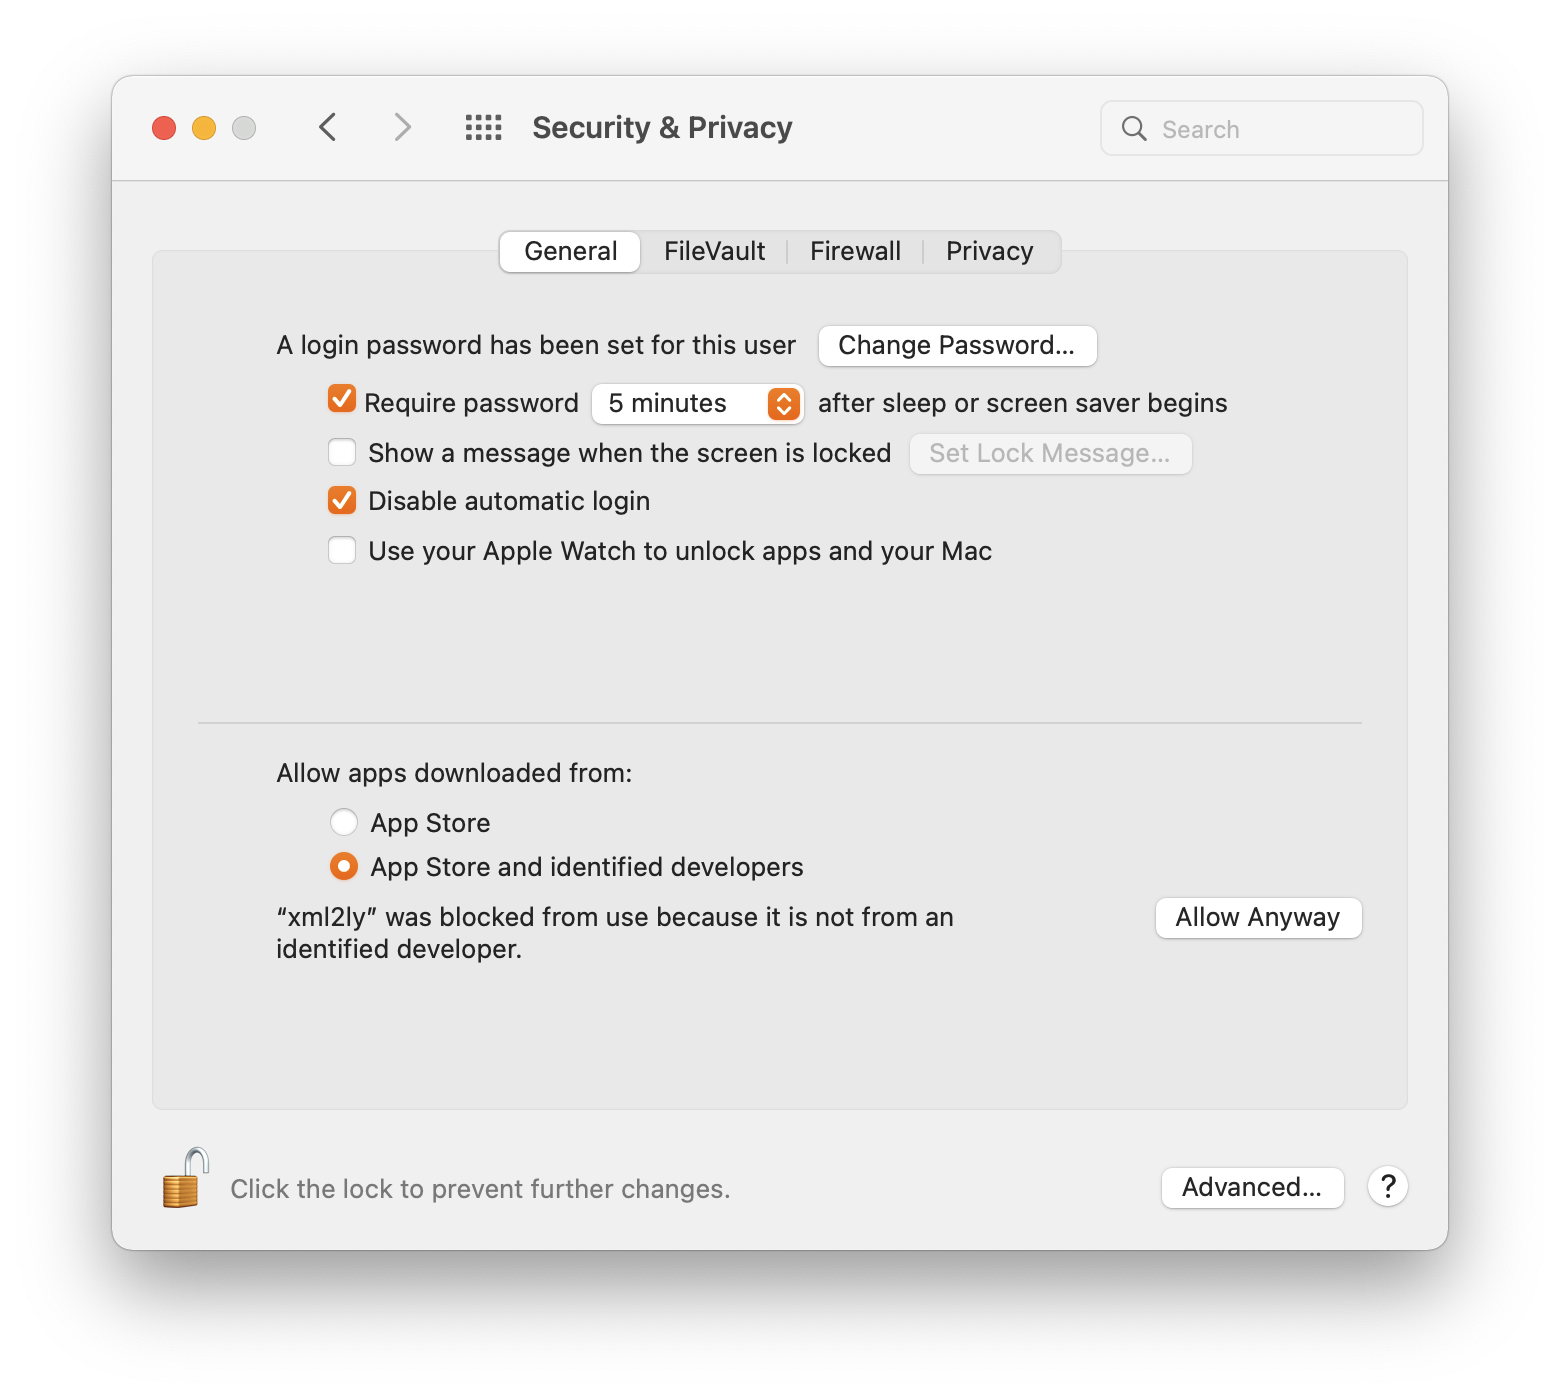 Security & Privacy
Search
General
FileVault
Firewall
Privacy
A login password has been set for this user
Change Password...
Require password 5 minutes after sleep or screen saver begins
Show a message when the screen is locked
Set Lock Message...
Disable automatic login
Use your Apple Watch to unlock apps and your Mac
Allow apps downloaded from:
App Store
App Store and identified developers
“xml2ly” was blocked from use because it is not from an
identified developer.
Allow Anyway
Click the lock to prevent further changes.
Advanced...
?